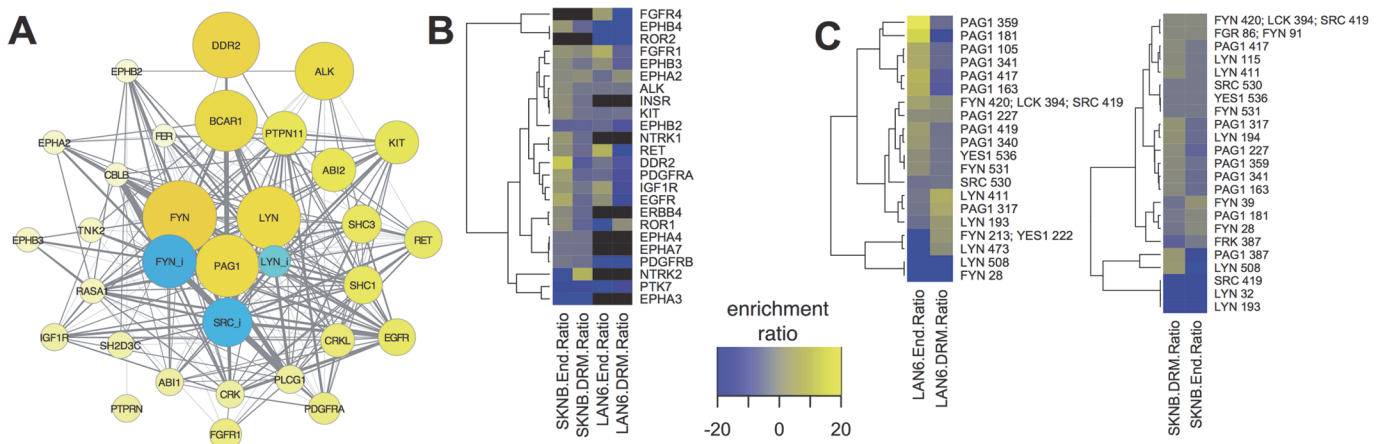 A
DDR2
ALK
EPHB2
BCAR1
PTPN11
FER
EPHA2
KIT
CBLB
ABI2
FYN
LYN
TNK2
SHC3
EPHB3
RET
FYN_i
PAG1
LYN_i
RASA1
SHC1
SRC_i
IGF1R
SH2D3C
CRKL
EGFR
ABI1
PLCG1
CRK
PTPRN
PDGFRA
FGFR1
B
FGFR4
EPHB4
ROR2
FGFR1
EPHB3
EPHA2
ALK
INSR
KIT
EPHB2
NTRK1
RET
DDR2
PDGFRA
IGF1R
EGFR
ERBB4
ROR1
EPHA4
EPHA7
PDGFRB
NTRK2
PTK7
EPHA3
SKNB.End.Ratio
SKNB.DRM.Ratio
LAN6.End.Ratio
LAN6.DRM.Ratio
enrichment
ratio
-20 0 20
C
PAG1 359
PAG1 181
PAG1 105
PAG1 341
PAG1 417
PAG1 163
FYN 420; LCK 394; SRC 419
PAG1 227
PAG1 419
PAG1 340
YES1 536
FYN 531
SRC 530
LYN 411
PAG1 317
LYN 193
FYN 213; YES1 222
LYN 473
LYN 508
FYN 28
LAN6.End.Ratio
LAN6.DRM.Ratio
FYN 420; LCK 394; SRC 419
FGR 86; FYN 91
PAG1 417
LYN 115
LYN 411
SRC 530
YES1 536
FYN 531
PAG1 317
LYN 194
PAG1 227
PAG1 359
PAG1 341
PAG1 163
FYN 39
PAG1 181
FYN 28
FRK 387
PAG1 387
LYN 508
SRC 419
LYN 32
LYN 193
SKNB.DRM.Ratio
SKNB.End.Ratio